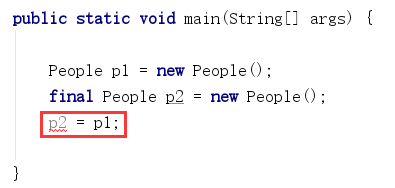 public static void main(String[] args) {
People p1 = new People();
final People p2 = new People();
p2 = p1;
}